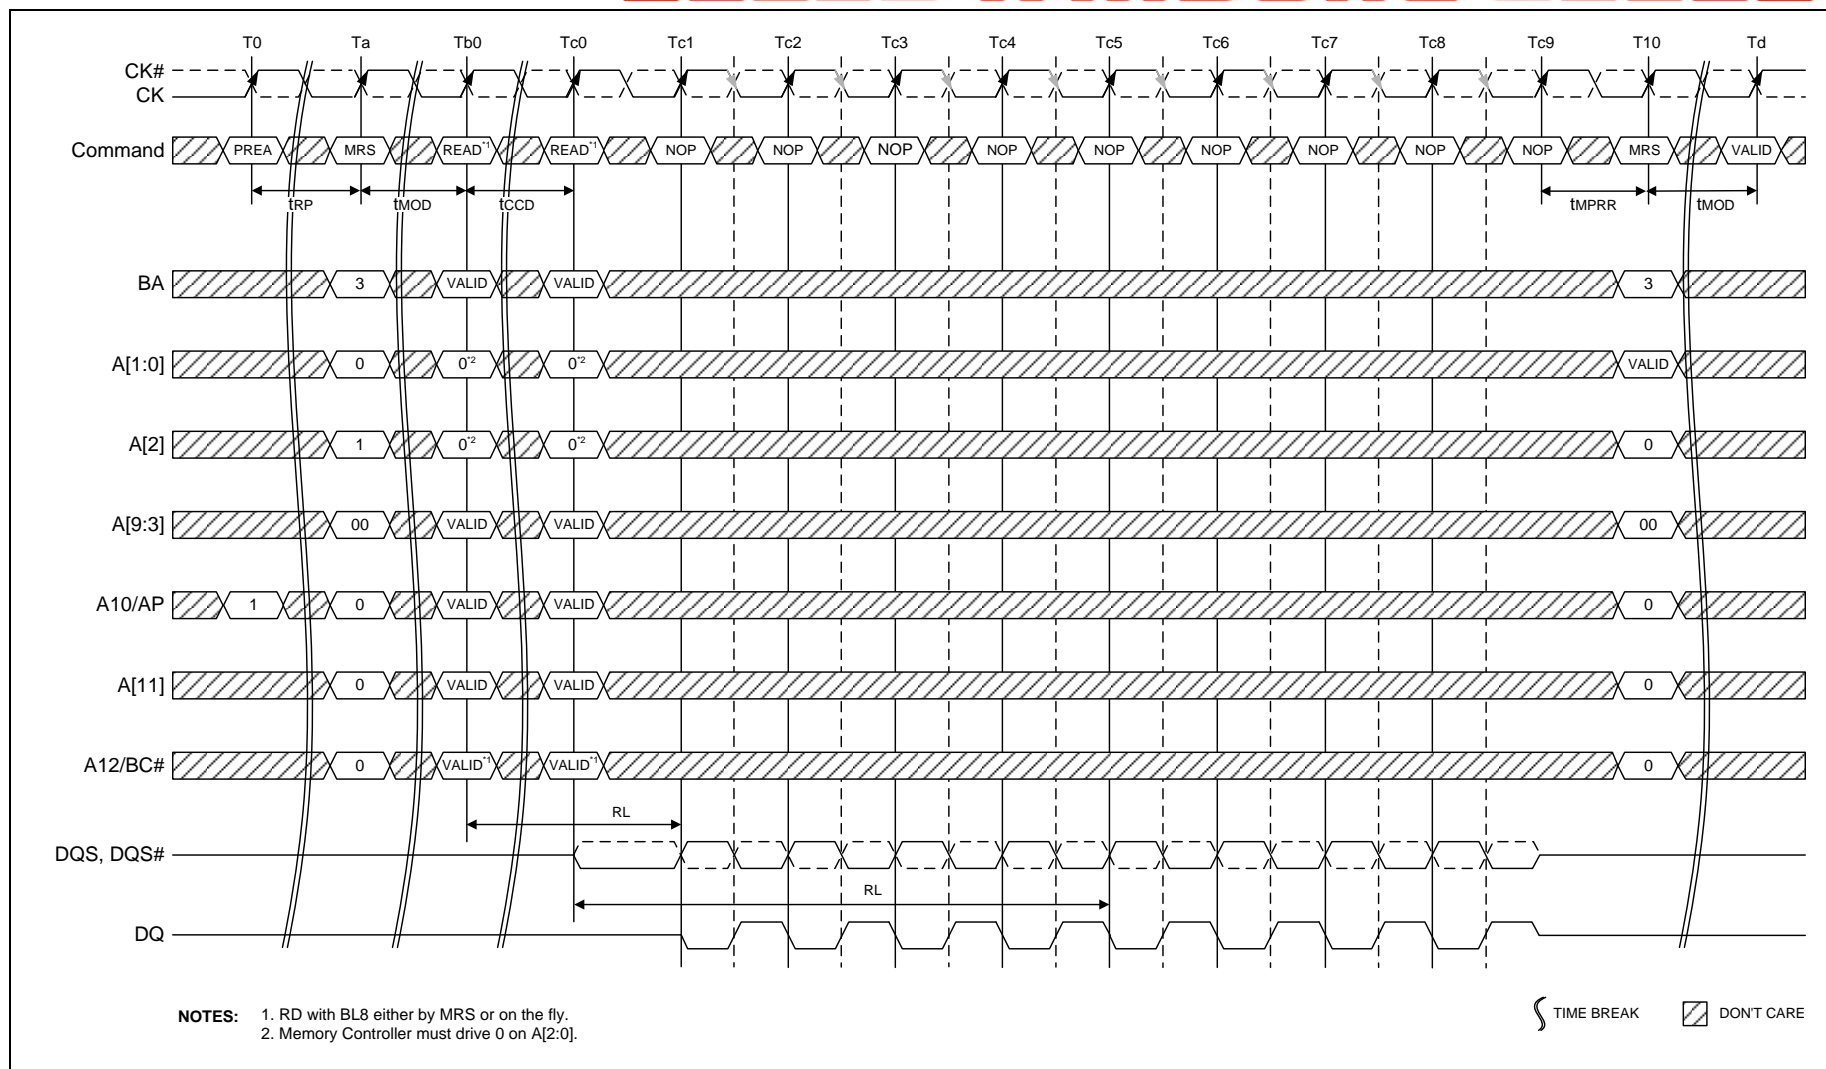 T0 Ta Tb0 Tc0 Tc1 Tc2 Tc3 Tc4 Tc5 Tc6 Tc7 Tc8 Tc9 T10 Td
CK#
CK
Command PREA MRS READ*1 READ*1 NOP NOP NOP NOP NOP NOP NOP NOP NOP MRS VALID
tRP tMOD tCCD tMPRR tMOD
BA 3 VALID VALID 3
A[1:0] 0 0*2 0*2 VALID
A[2] 1 0*2 0*2 0
A[9:3] 00 VALID VALID 00
A10/AP 1 0 VALID VALID 0
A[11] 0 VALID VALID 0
A12/BC# 0 VALID*1 VALID*1 0
RL
DQS, DQS#
RL
DQ
NOTES: 1. RD with BL8 either by MRS or on the fly.
2. Memory Controller must drive 0 on A[2:0].
TIME BREAK DON'T CARE